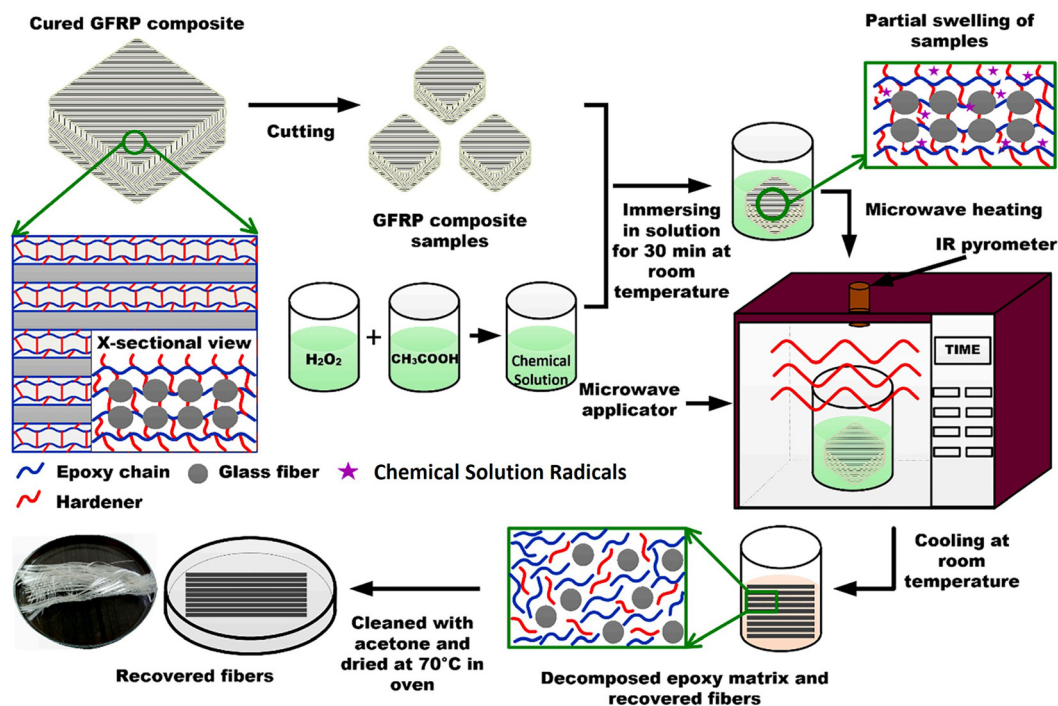 Cured GFRP composite
Cutting
GFRP composite
samples
Partial swelling of
samples
Immersing
in solution
for 30 min at
room
temperature
Microwave heating
IR pyrometer
X-sectional view
H₂O₂
+
CH₃COOH
Chemical
Solution
Microwave
applicator
TIME
Epoxy chain
Glass fiber
Chemical Solution Radicals
Hardener
Cooling at
room
temperature
Cleaned with
acetone and
dried at 70°C in
oven
Recovered fibers
Decomposed epoxy matrix and
recovered fibers